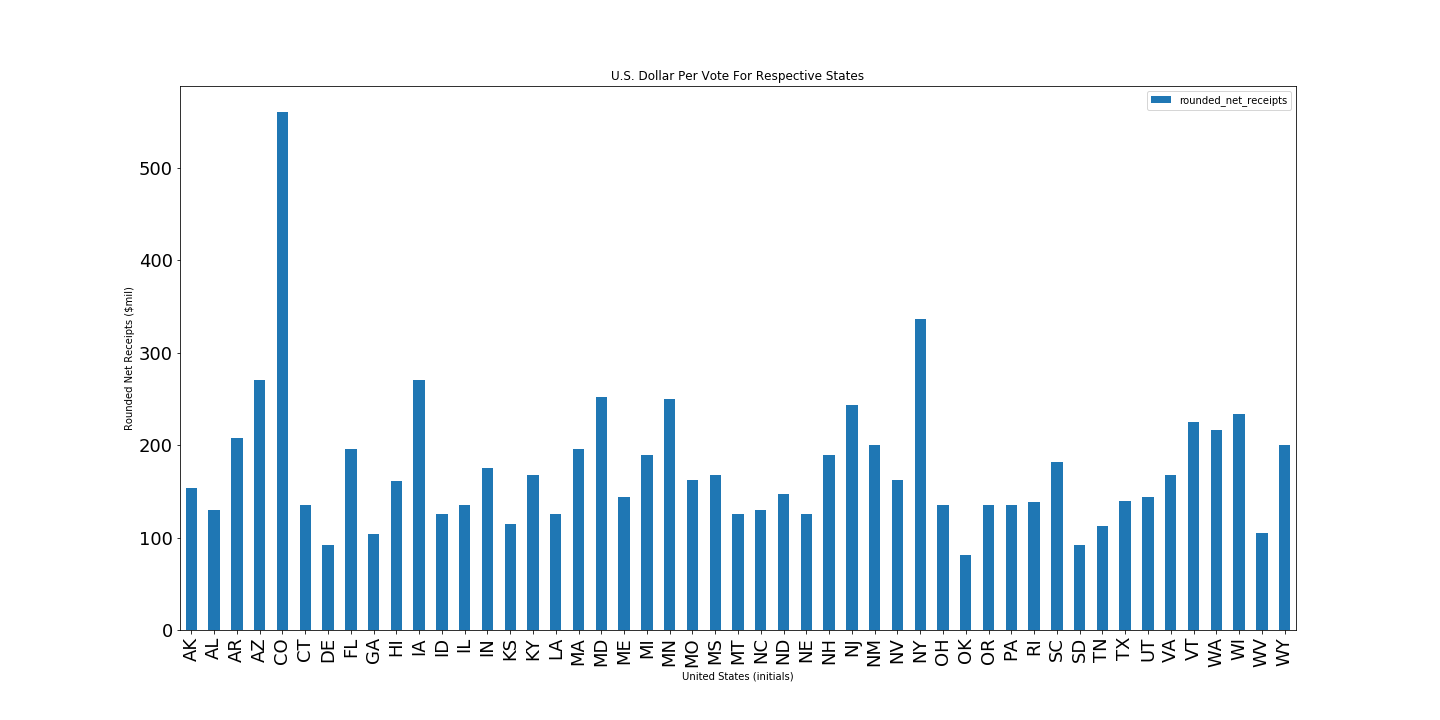 U.S. Dollar Per Vote For Respective States
rounded_net_receipts
Rounded Net Receipts ($mil)
500
400
300
200
100
0
AK AL AR AZ CO CT DE FL GA HI IA ID IL IN KS KY LA MA MD ME MI MN MO MS MT NC ND NE NH NJ NM NV NY OH OK OR PA RI SC SD TN TX UT VA VT WA WI WV WY
United States (initials)